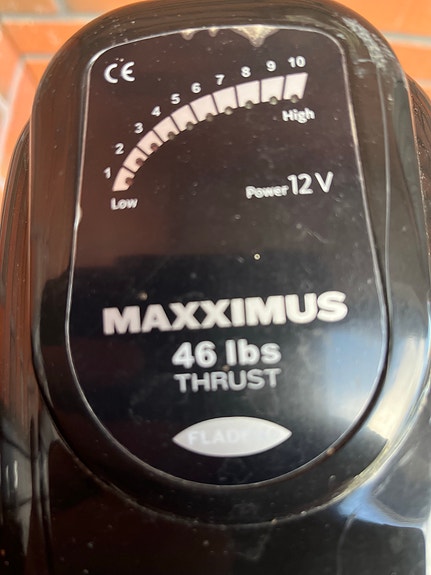 CE
1 2 3 4 5 6 7 8 9 10
Low High
Power 12 V
MAXXIMUS
46 lbs
THRUST